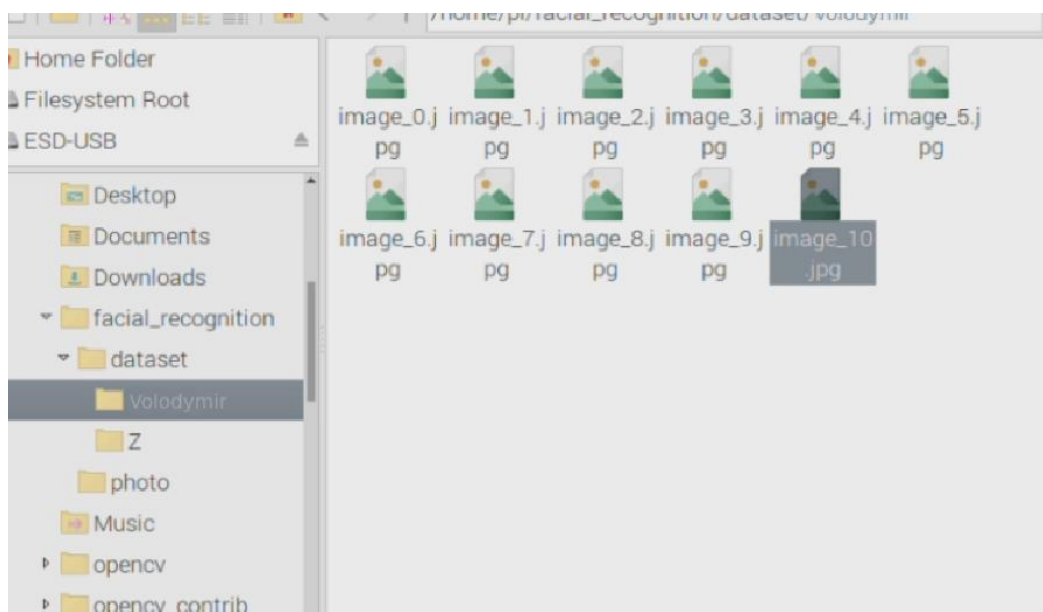 /home/pi/facial_recognition/dataset/Volodymir
Home Folder
Filesystem Root
ESD-USB
Desktop
Documents
Downloads
facial_recognition
dataset
Volodymir
Z
photo
Music
opencv
opencv_contrib
image_0.j
pg
image_1.j
pg
image_2.j
pg
image_3.j
pg
image_4.j
pg
image_5.j
pg
image_6.j
pg
image_7.j
pg
image_8.j
pg
image_9.j
pg
image_10
.jpg